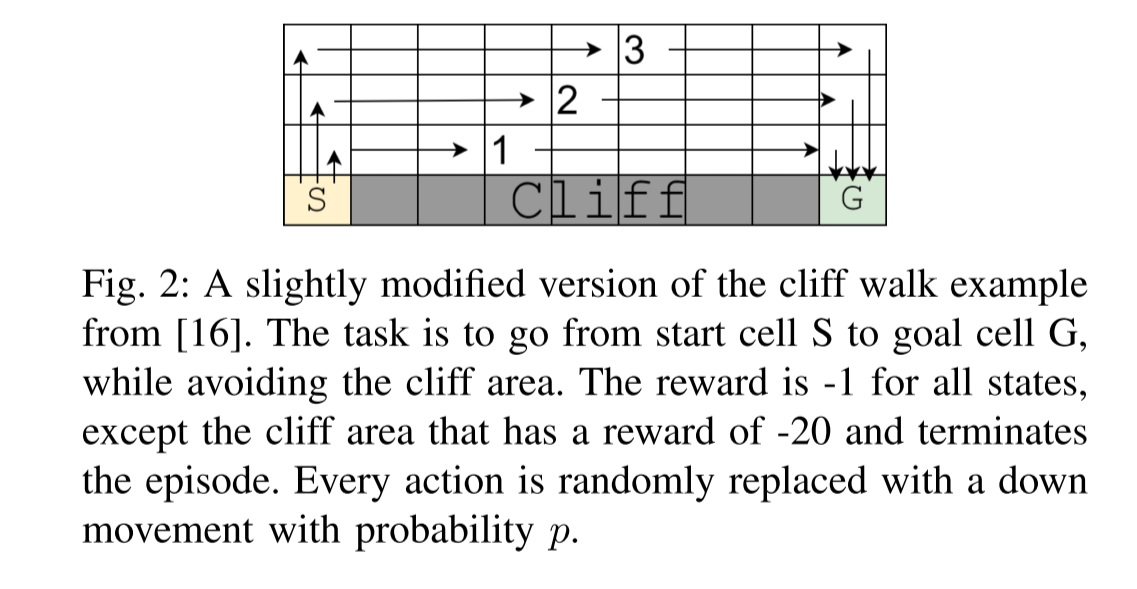 3
2
1
S Cliff G
Fig. 2: A slightly modified version of the cliff walk example
from [16]. The task is to go from start cell S to goal cell G,
while avoiding the cliff area. The reward is -1 for all states,
except the cliff area that has a reward of -20 and terminates
the episode. Every action is randomly replaced with a down
movement with probability p.